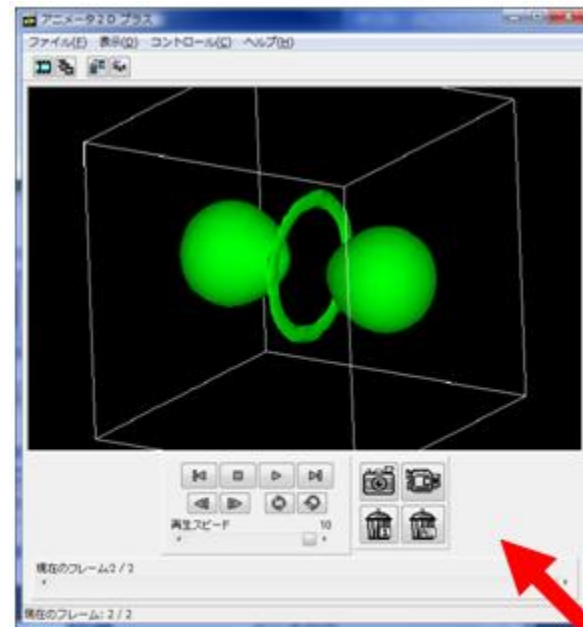 アニメータ2D プラス
ファイル(F) 表示(D) コントロール(C) ヘルプ(H)
再生スピード 10
現在のフレーム2 / 2
現在のフレーム: 2 / 2